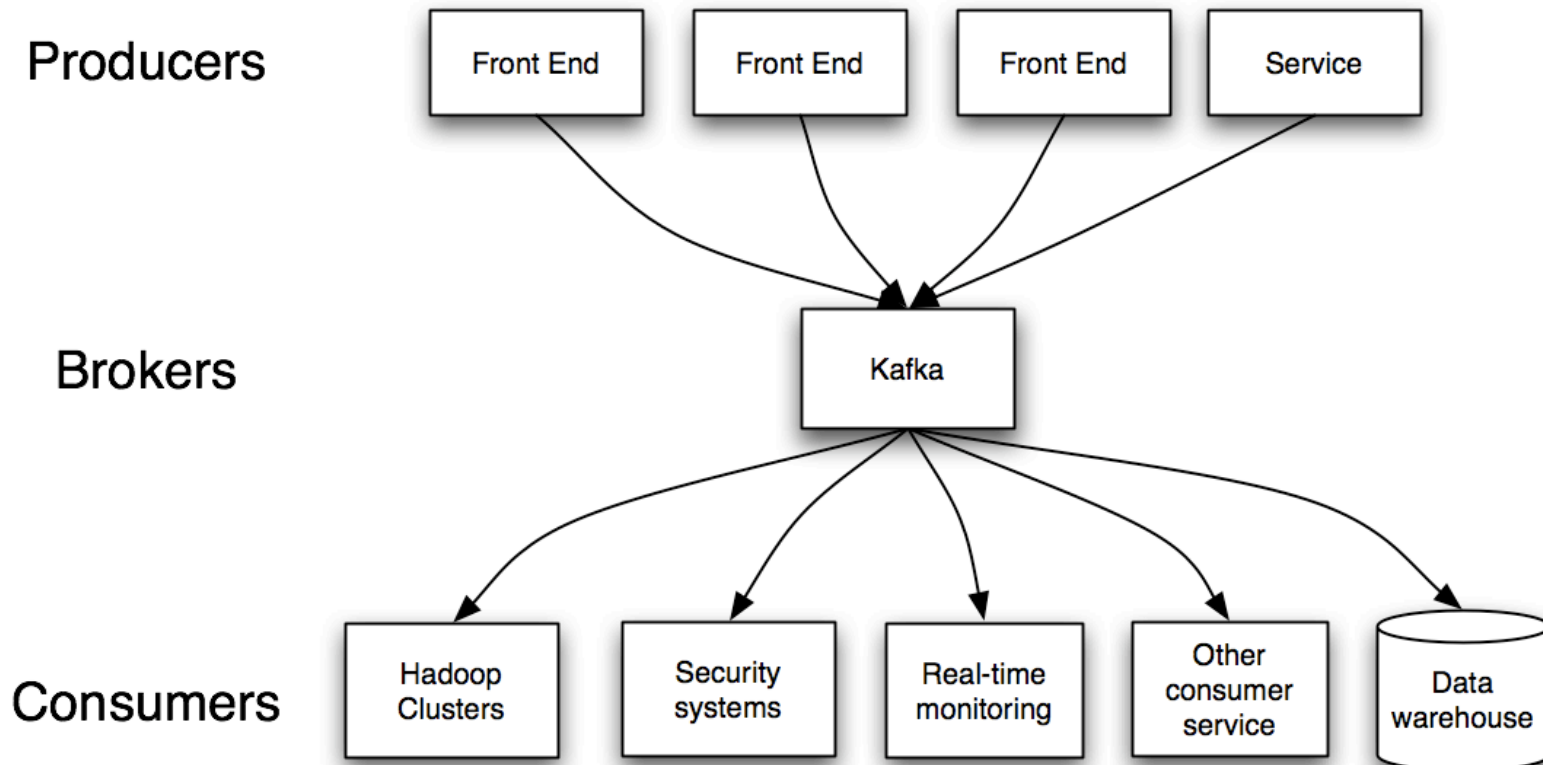 Producers
Front End
Front End
Front End
Service
Brokers
Kafka
Consumers
Hadoop
Clusters
Security
systems
Real-time
monitoring
Other
consumer
service
Data
warehouse